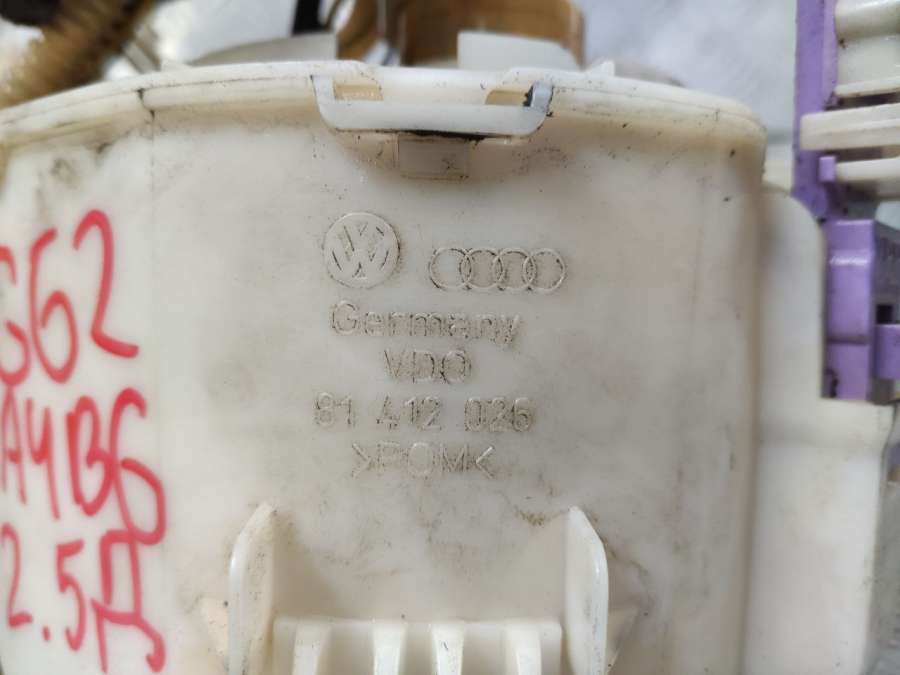 Germany
VDO
81 412 026
>POM<
G62
A4B6
2.5Д